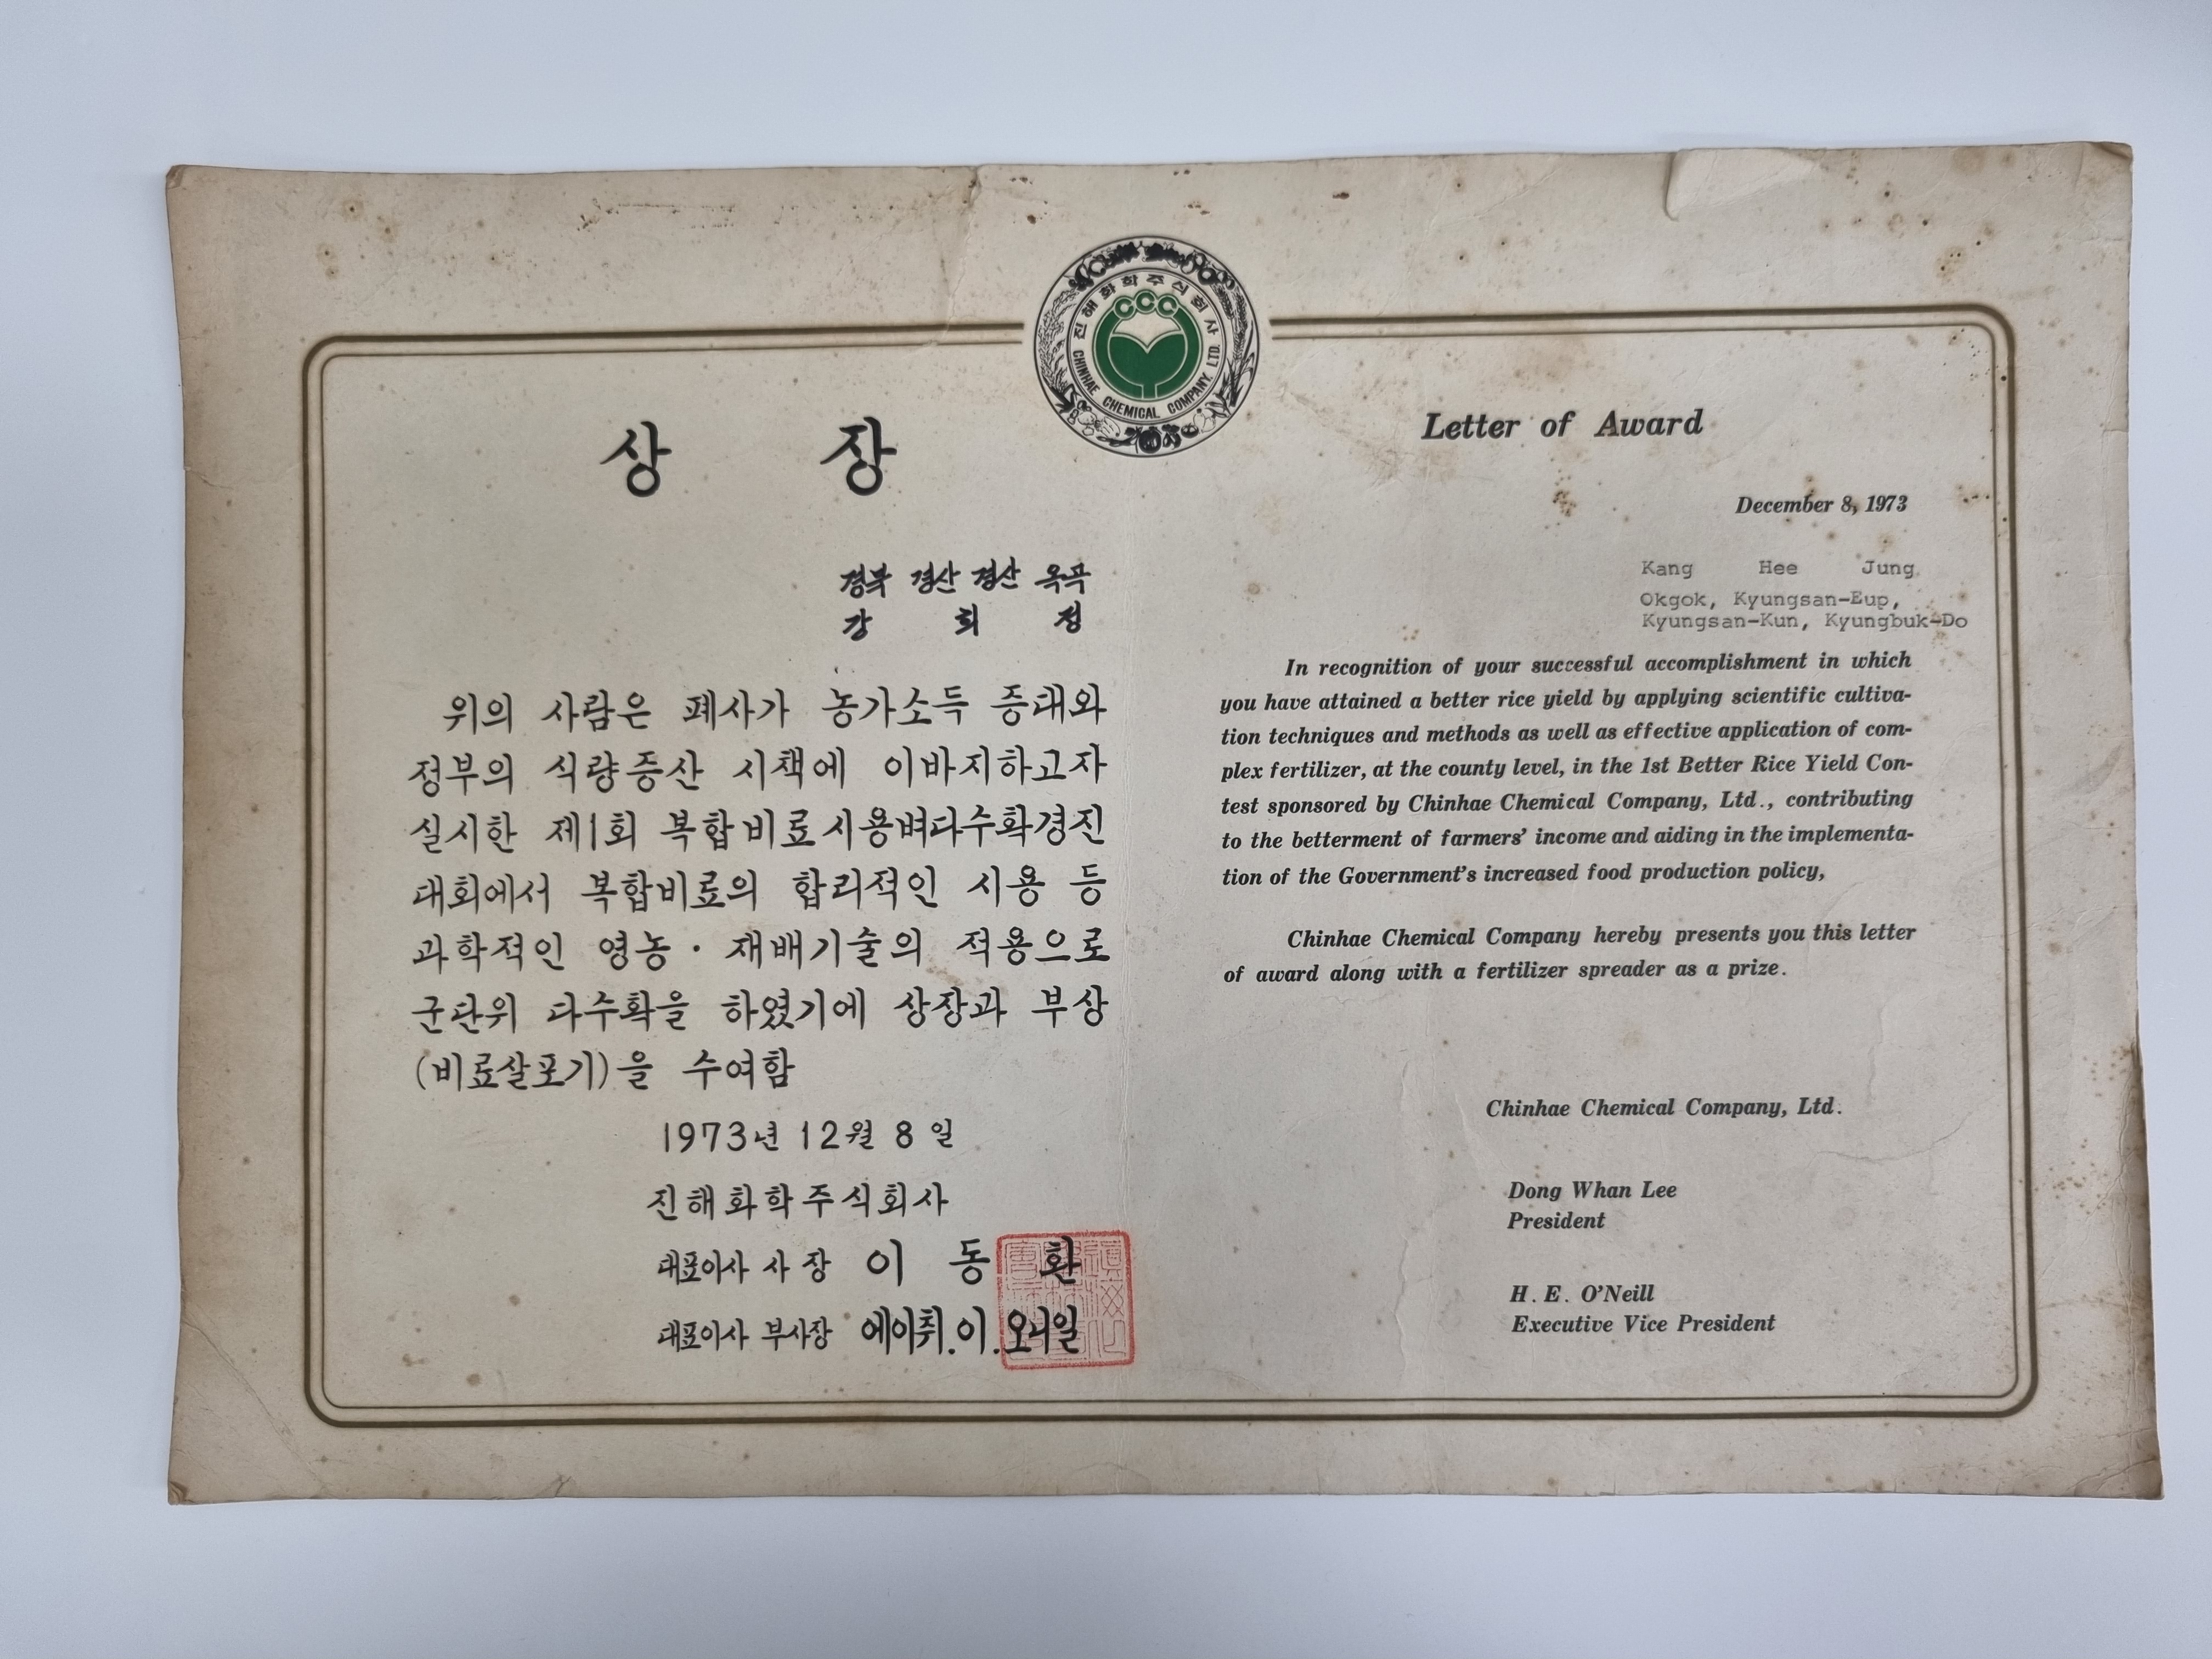 진해화학주식회사
CCC
CHINHAE CHEMICAL COMPANY, LTD.
상 장
경북 경산 경산 옥곡
강 희 정
위의 사람은 폐사가 농가소득 증대와
정부의 식량증산 시책에 이바지하고자
실시한 제1회 복합비료시용벼다수확경진
대회에서 복합비료의 합리적인 시용 등
과학적인 영농·재배기술의 적용으로
군단위 다수확을 하였기에 상장과 부상
(비료살포기)을 수여함
1973년 12월 8일
진해화학주식회사
대표이사 사장 이 동 환
대표이사 부사장 에이취.이.오니일
Letter of Award
December 8, 1973
Kang Hee Jung
Okgok, Kyungsan-Eup,
Kyungsan-Kun, Kyungbuk-Do
In recognition of your successful accomplishment in which
you have attained a better rice yield by applying scientific cultiva-
tion techniques and methods as well as effective application of com-
plex fertilizer, at the county level, in the 1st Better Rice Yield Con-
test sponsored by Chinhae Chemical Company, Ltd., contributing
to the betterment of farmers' income and aiding in the implementa-
tion of the Government's increased food production policy,
Chinhae Chemical Company hereby presents you this letter
of award along with a fertilizer spreader as a prize.
Chinhae Chemical Company, Ltd.
Dong Whan Lee
President
H. E. O'Neill
Executive Vice President